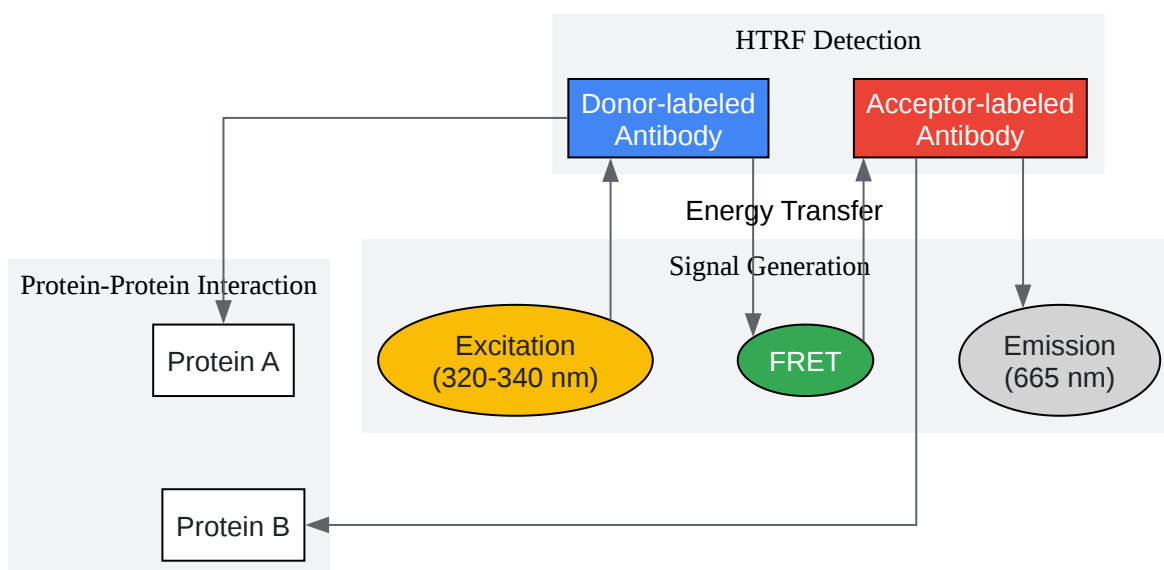 HTRF Detection
Donor-labeled
Antibody
Acceptor-labeled
Antibody
Energy Transfer
Signal Generation
Protein-Protein Interaction
Protein A
Excitation
(320-340 nm)
FRET
Emission
(665 nm)
Protein B